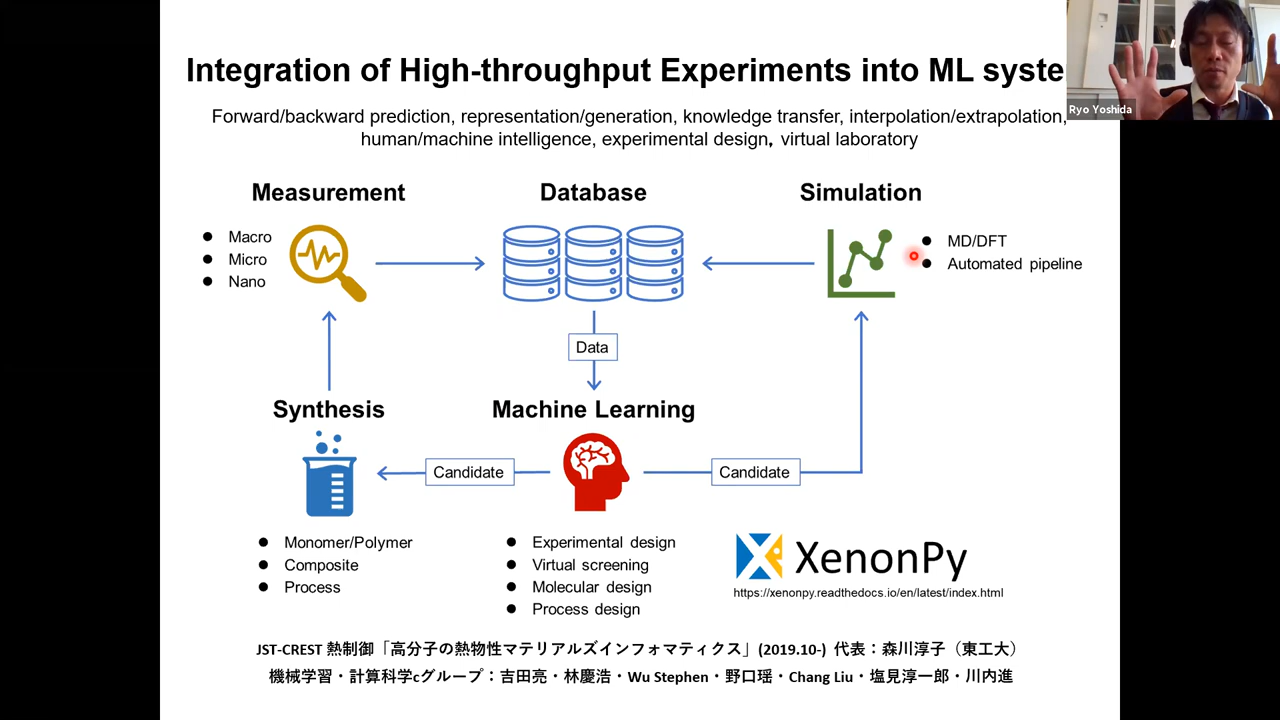 Integration of High-throughput Experiments into ML syste
Ryo Yoshida
Forward/backward prediction, representation/generation, knowledge transfer, interpolation/extrapolation,
human/machine intelligence, experimental design, virtual laboratory
Measurement
Database
Simulation
● Macro
● Micro
● Nano
● MD/DFT
● Automated pipeline
Data
Synthesis
Machine Learning
Candidate
Candidate
● Monomer/Polymer
● Composite
● Process
● Experimental design
● Virtual screening
● Molecular design
● Process design
XenonPy
https://xenonpy.readthedocs.io/en/latest/index.html
JST-CREST 熱制御「高分子の熱物性マテリアルズインフォマティクス」(2019.10-) 代表：森川淳子（東工大）
機械学習・計算科学cグループ：吉田亮・林慶浩・Wu Stephen・野口瑶・Chang Liu・塩見淳一郎・川内進